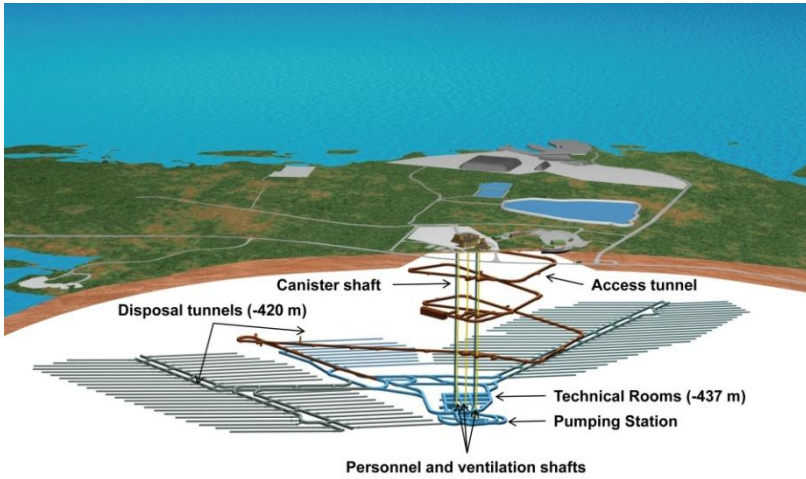 Canister shaft
Access tunnel
Disposal tunnels (-420 m)
Technical Rooms (-437 m)
Pumping Station
Personnel and ventilation shafts